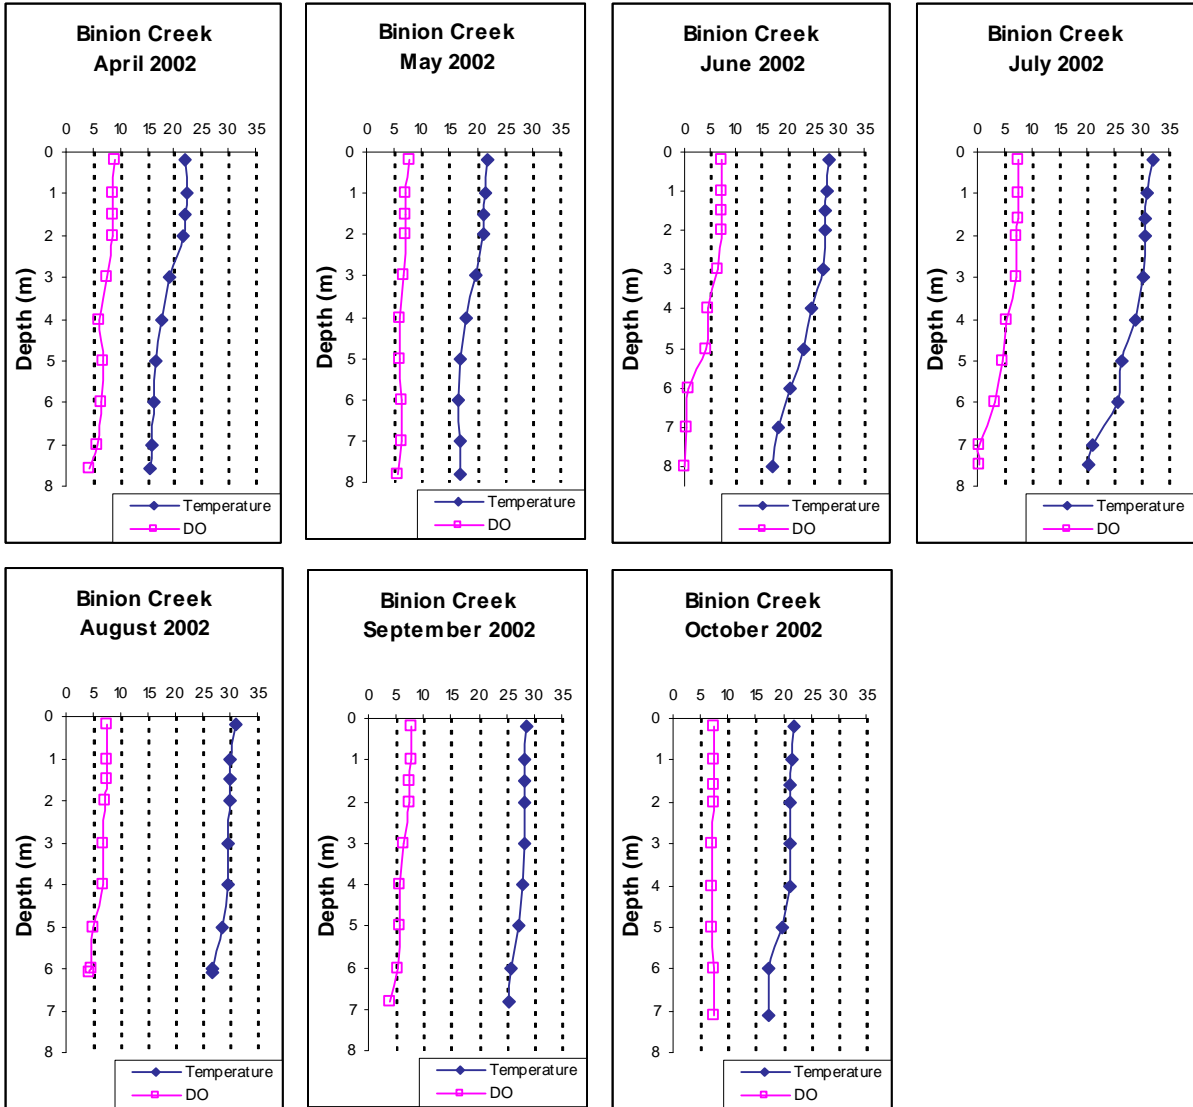 Binion Creek
April 2002
0 5 10 15 20 25 30 35
0
1
2
3
4
5
6
7
8
Depth (m)
Temperature
DO
Binion Creek
May 2002
0 5 10 15 20 25 30 35
0
1
2
3
4
5
6
7
8
Depth (m)
Temperature
DO
Binion Creek
June 2002
0 5 10 15 20 25 30 35
0
1
2
3
4
5
6
7
8
Depth (m)
Temperature
DO
Binion Creek
July 2002
0 5 10 15 20 25 30 35
0
1
2
3
4
5
6
7
8
Depth (m)
Temperature
DO
Binion Creek
August 2002
0 5 10 15 20 25 30 35
0
1
2
3
4
5
6
7
8
Depth (m)
Temperature
DO
Binion Creek
September 2002
0 5 10 15 20 25 30 35
0
1
2
3
4
5
6
7
8
Depth (m)
Temperature
DO
Binion Creek
October 2002
0 5 10 15 20 25 30 35
0
1
2
3
4
5
6
7
8
Depth (m)
Temperature
DO